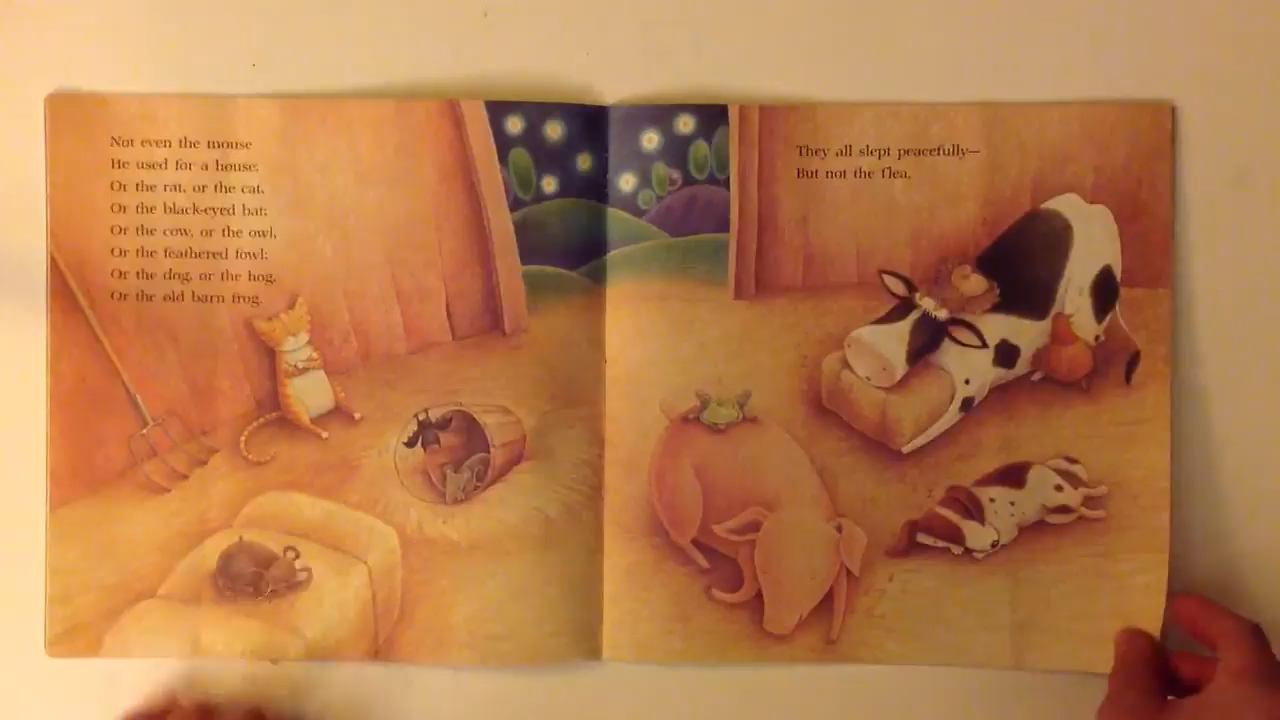 Not even the mouse
He used for a house;
Or the rat, or the cat,
Or the black-eyed bat;
Or the cow, or the owl,
Or the feathered fowl;
Or the dog, or the hog,
Or the old barn frog.
They all slept peacefully—
But not the flea.